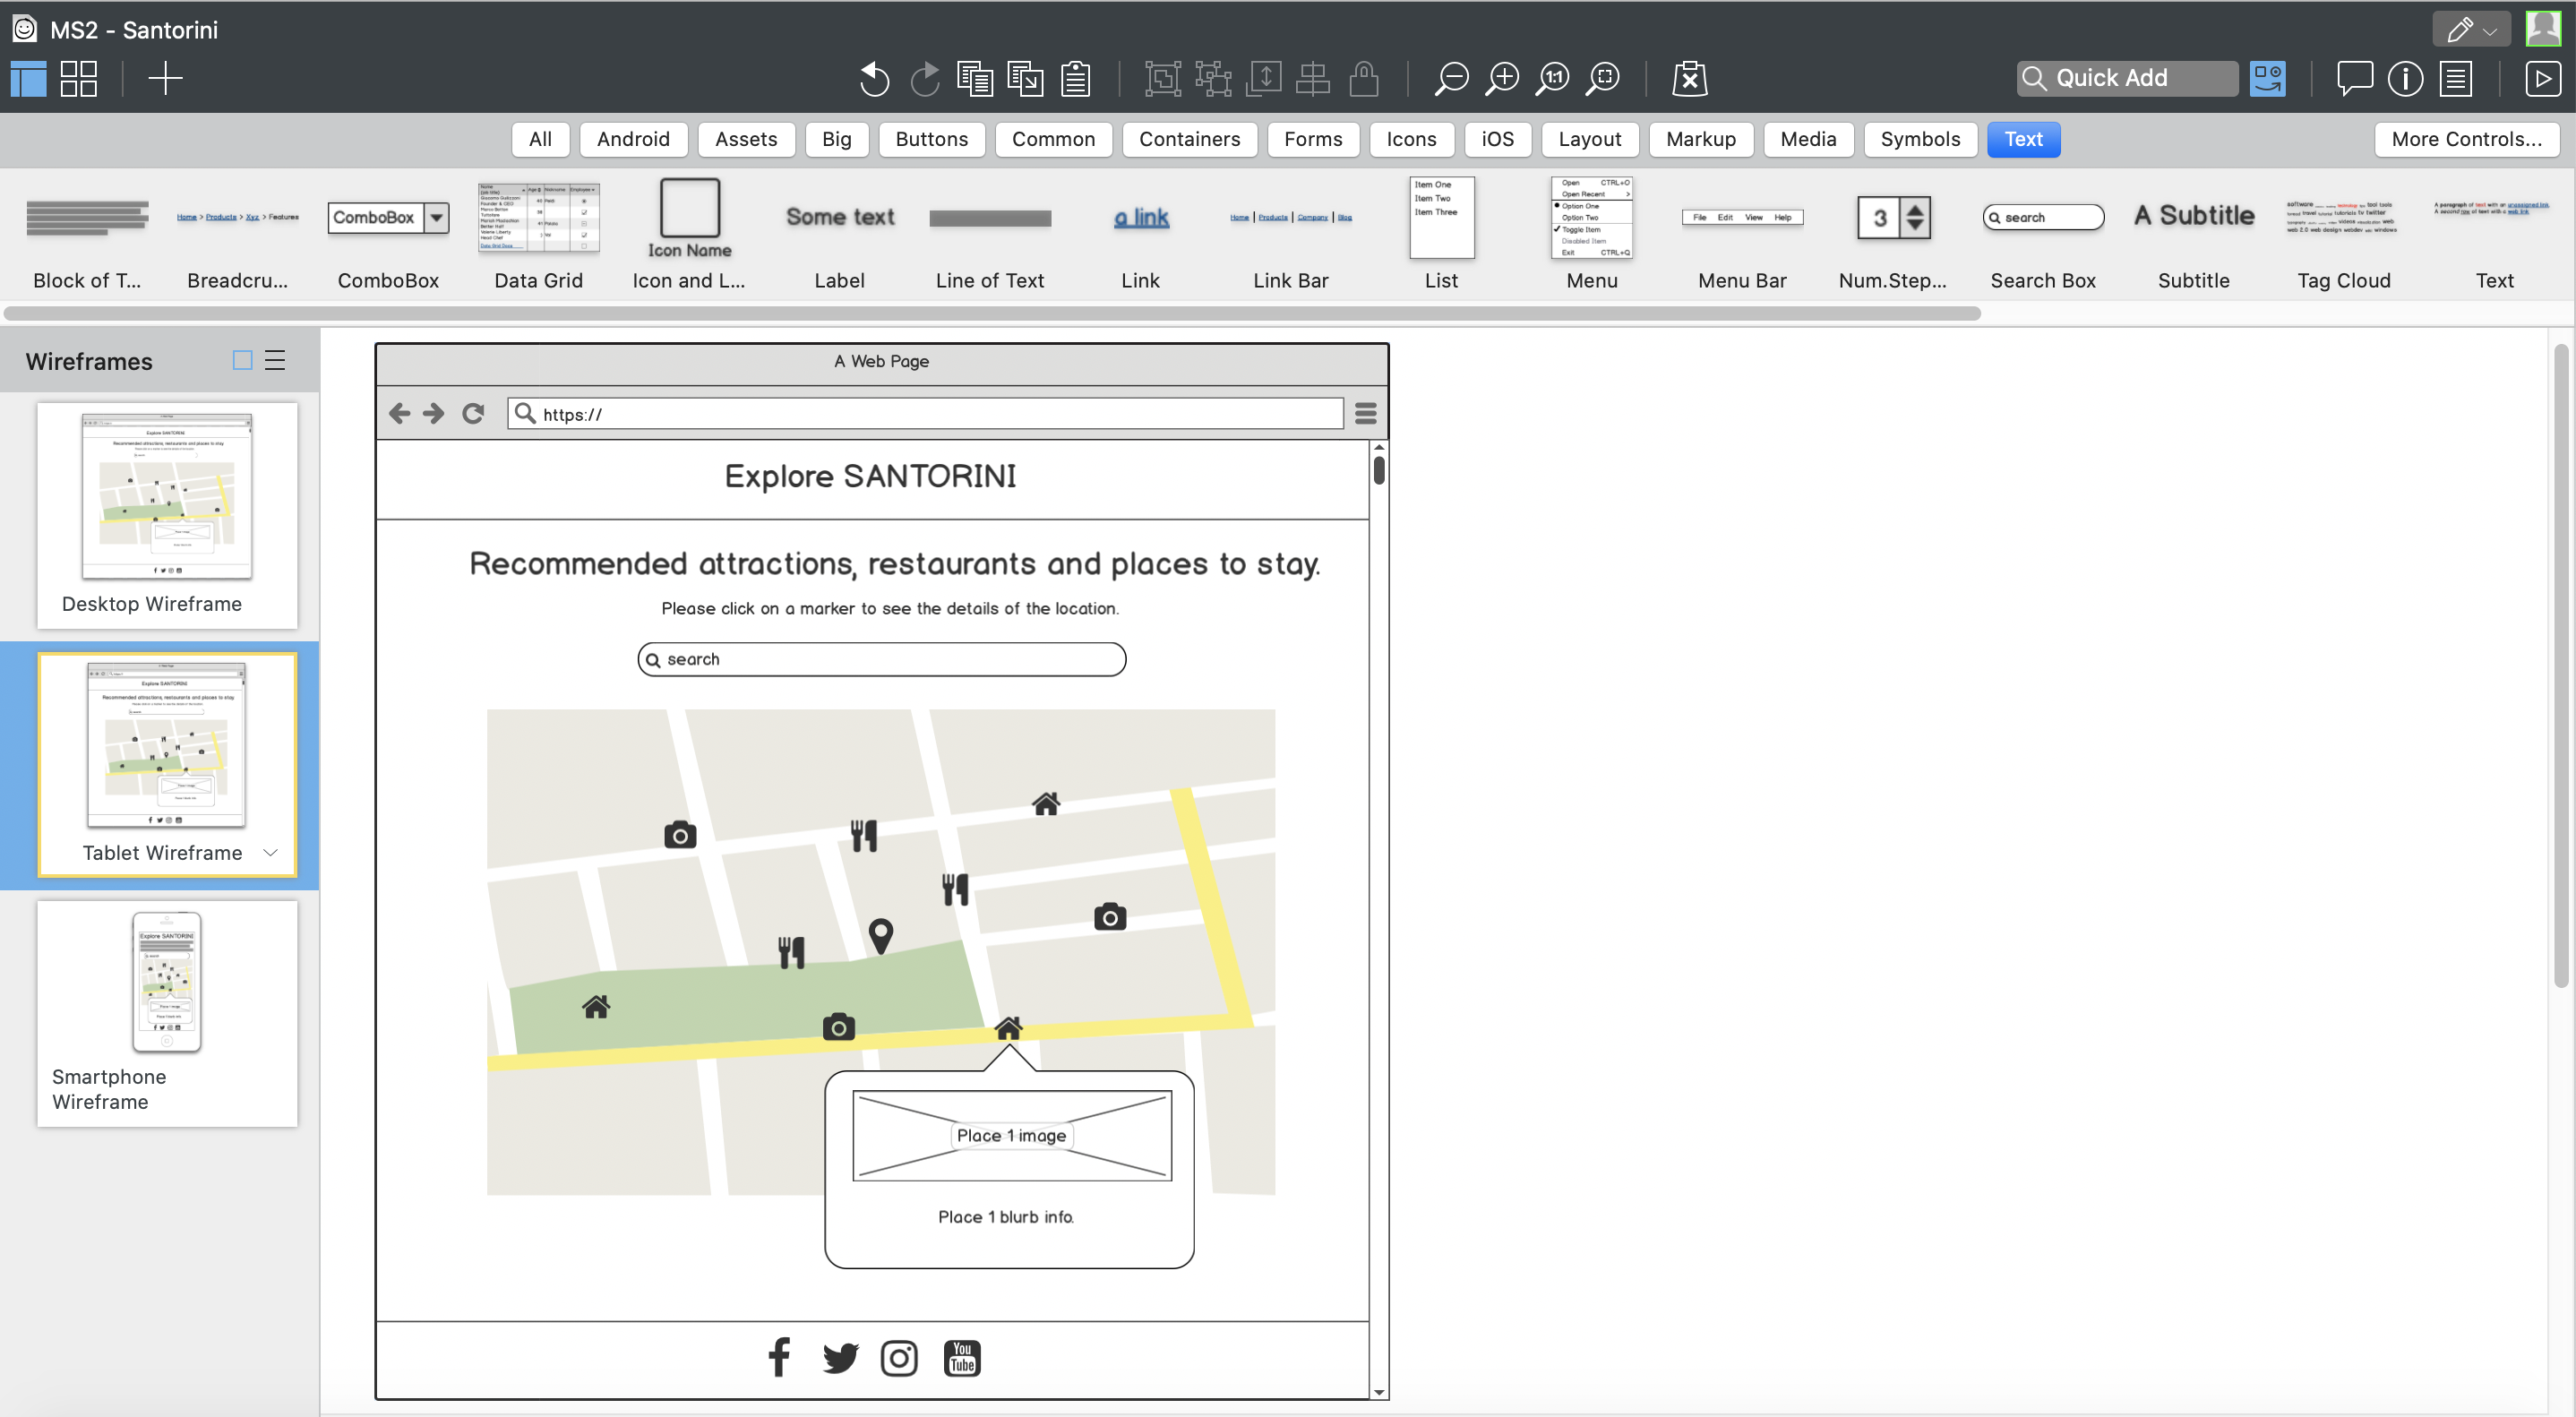 MS2 - Santorini
1:1
Quick Add
All Android Assets Big Buttons Common Containers Forms Icons iOS Layout Markup Media Symbols Text More Controls...
Home > Products > Xyz > Features
ComboBox
Icon Name
Some text
a link
Home | Products | Company | Blog
Item One
Item Two
Item Three
Open CTRL+O
Open Recent >
Option One
Option Two
Toggle Item
Disabled Item
Exit CTRL+Q
File Edit View Help
3
search
A Subtitle
Block of T... Breadcru... ComboBox Data Grid Icon and L... Label Line of Text Link Link Bar List Menu Menu Bar Num.Step... Search Box Subtitle Tag Cloud Text
Wireframes
Desktop Wireframe
Tablet Wireframe
Smartphone
Wireframe
A Web Page
https://
Explore SANTORINI
Recommended attractions, restaurants and places to stay.
Please click on a marker to see the details of the location.
search
Place 1 image
Place 1 blurb info.
You
Tube